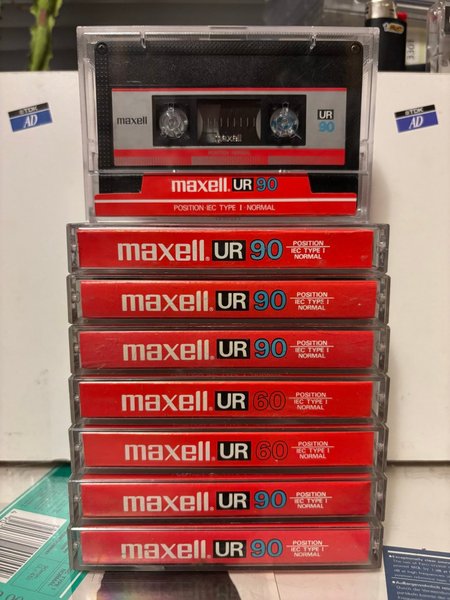 TDK
AD
TDK
AD
maxell
UR
90
maxell
maxell. UR 90
POSITION·IEC TYPE I·NORMAL
maxell. UR 90 POSITION IEC TYPE I NORMAL
maxell. UR 90 POSITION IEC TYPE I NORMAL
maxell. UR 90 POSITION IEC TYPE I NORMAL
maxell. UR 60 POSITION IEC TYPE I NORMAL
maxell. UR 60 POSITION IEC TYPE I NORMAL
maxell. UR 90 POSITION IEC TYPE I NORMAL
maxell. UR 90 POSITION IEC TYPE I NORMAL